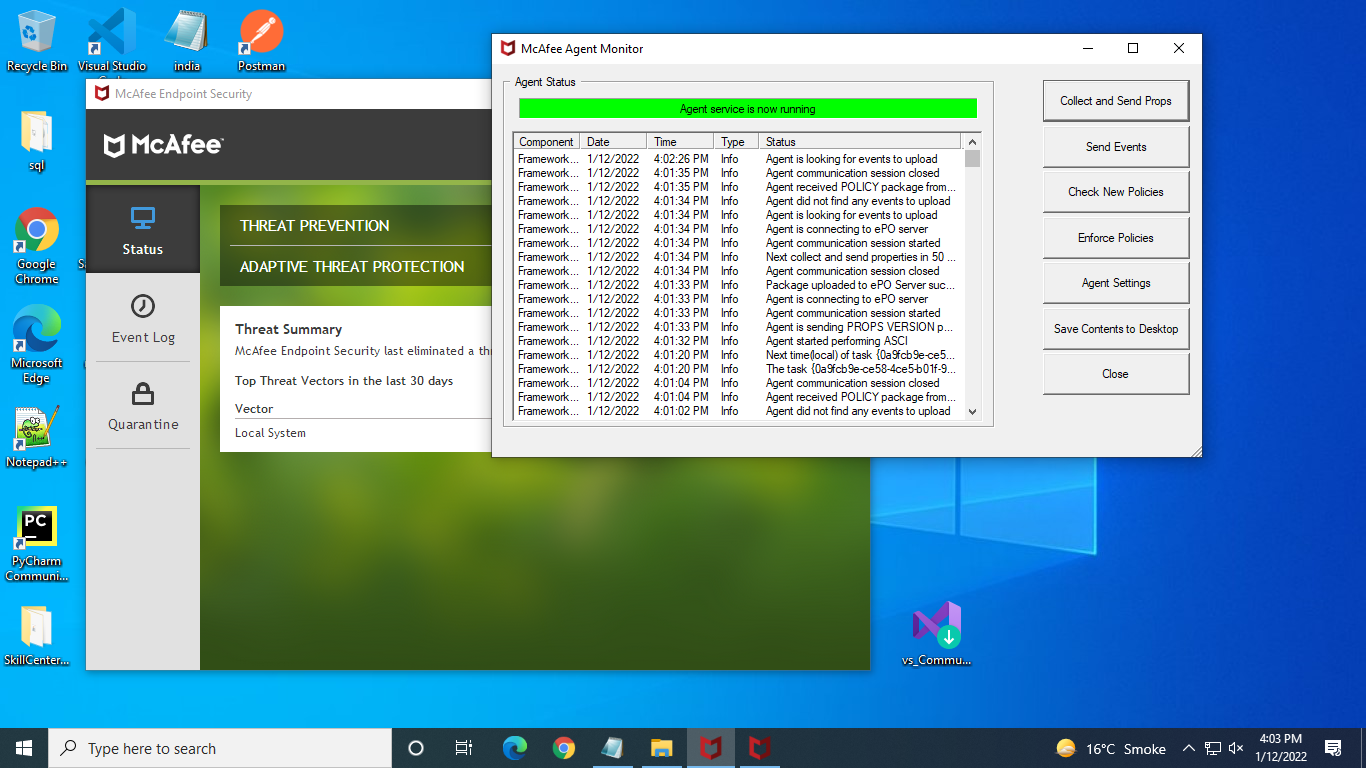 Recycle Bin
Visual Studio
india
Postman
sql
Google
Chrome
Microsoft
Edge
Notepad++
PyCharm
Communi...
SkillCenter...
McAfee Endpoint Security
McAfee
Status
Event Log
Quarantine
THREAT PREVENTION
ADAPTIVE THREAT PROTECTION
Threat Summary
McAfee Endpoint Security last eliminated a
Top Threat Vectors in the last 30 days
Vector
Local System
McAfee Agent Monitor
Agent Status
Agent service is now running
Component Date Time Type Status
Framework... 1/12/2022 4:02:26 PM Info Agent is looking for events to upload
Framework... 1/12/2022 4:01:35 PM Info Agent communication session closed
Framework... 1/12/2022 4:01:35 PM Info Agent received POLICY package from...
Framework... 1/12/2022 4:01:34 PM Info Agent did not find any events to upload
Framework... 1/12/2022 4:01:34 PM Info Agent is looking for events to upload
Framework... 1/12/2022 4:01:34 PM Info Agent is connecting to ePO server
Framework... 1/12/2022 4:01:34 PM Info Agent communication session started
Framework... 1/12/2022 4:01:34 PM Info Next collect and send properties in 50 ...
Framework... 1/12/2022 4:01:34 PM Info Agent communication session closed
Framework... 1/12/2022 4:01:33 PM Info Package uploaded to ePO Server suc...
Framework... 1/12/2022 4:01:33 PM Info Agent is connecting to ePO server
Framework... 1/12/2022 4:01:33 PM Info Agent communication session started
Framework... 1/12/2022 4:01:33 PM Info Agent is sending PROPS VERSION p...
Framework... 1/12/2022 4:01:32 PM Info Agent started performing ASCI
Framework... 1/12/2022 4:01:20 PM Info Next time(local) of task {0a9fcb9e-ce5...
Framework... 1/12/2022 4:01:20 PM Info The task {0a9fcb9e-ce58-4ce5-b01f-9...
Framework... 1/12/2022 4:01:04 PM Info Agent communication session closed
Framework... 1/12/2022 4:01:04 PM Info Agent received POLICY package from...
Framework... 1/12/2022 4:01:02 PM Info Agent did not find any events to upload
Collect and Send Props
Send Events
Check New Policies
Enforce Policies
Agent Settings
Save Contents to Desktop
Close
vs_Commu...
Type here to search
16°C Smoke
4:03 PM
1/12/2022